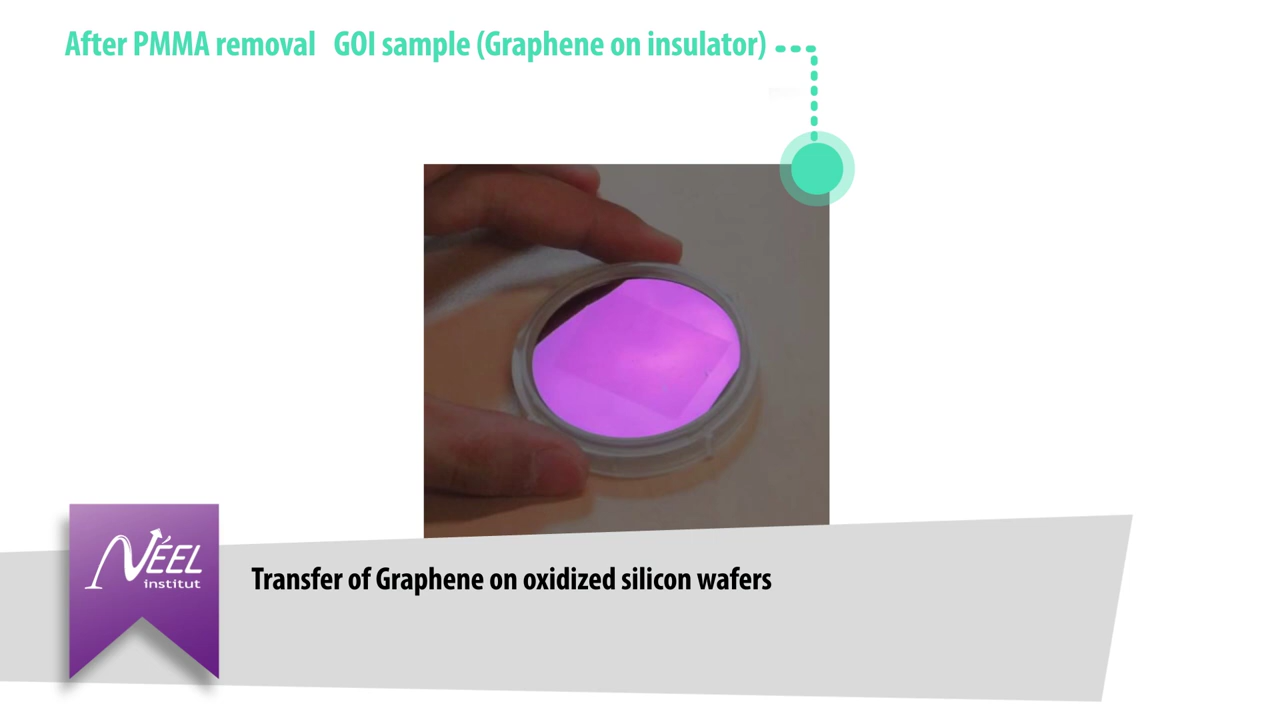 After PMMA removal GOI sample (Graphene on insulator)
NÉEL
institut
Transfer of Graphene on oxidized silicon wafers